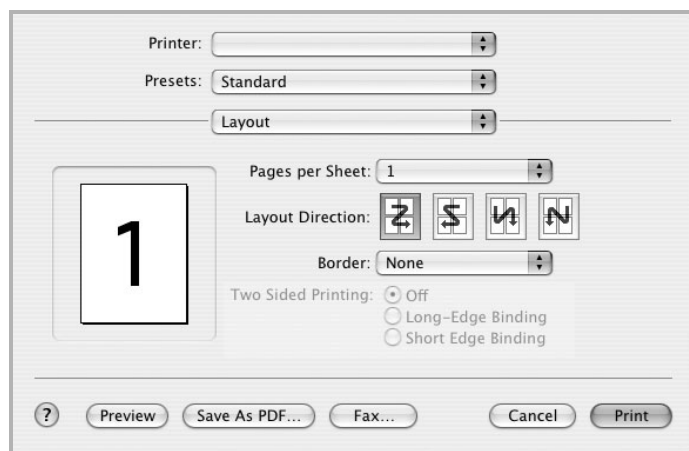 Printer:
Presets: Standard
Layout
Pages per Sheet: 1
Layout Direction:
1
Border: None
Two Sided Printing: Off
Long-Edge Binding
Short Edge Binding
? Preview Save As PDF... Fax... Cancel Print